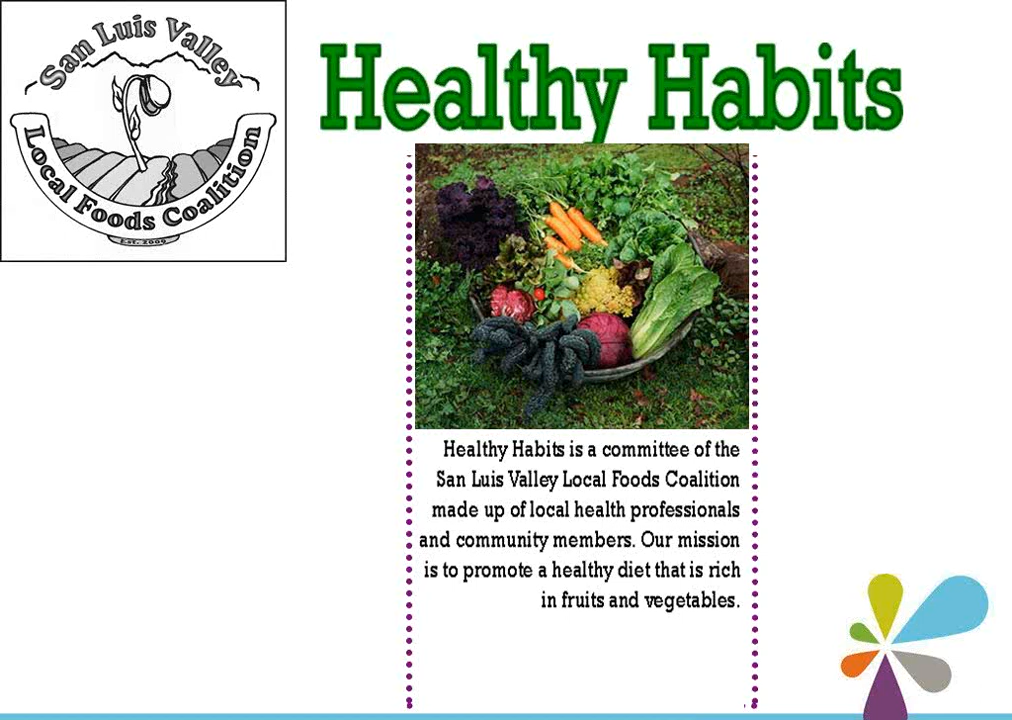 San Luis Valley
Local Foods Coalition
Est. 2009
Healthy Habits
Healthy Habits is a committee of the
San Luis Valley Local Foods Coalition
made up of local health professionals
and community members. Our mission
is to promote a healthy diet that is rich
in fruits and vegetables.